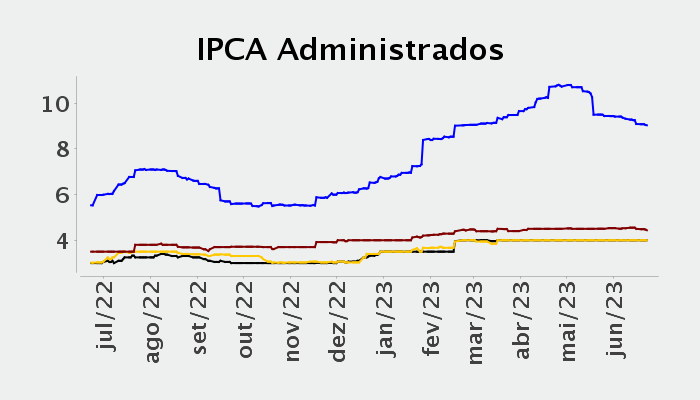 IPCA Administrados
10
8
6
4
jul/22
ago/22
set/22
out/22
nov/22
dez/22
jan/23
fev/23
mar/23
abr/23
mai/23
jun/23